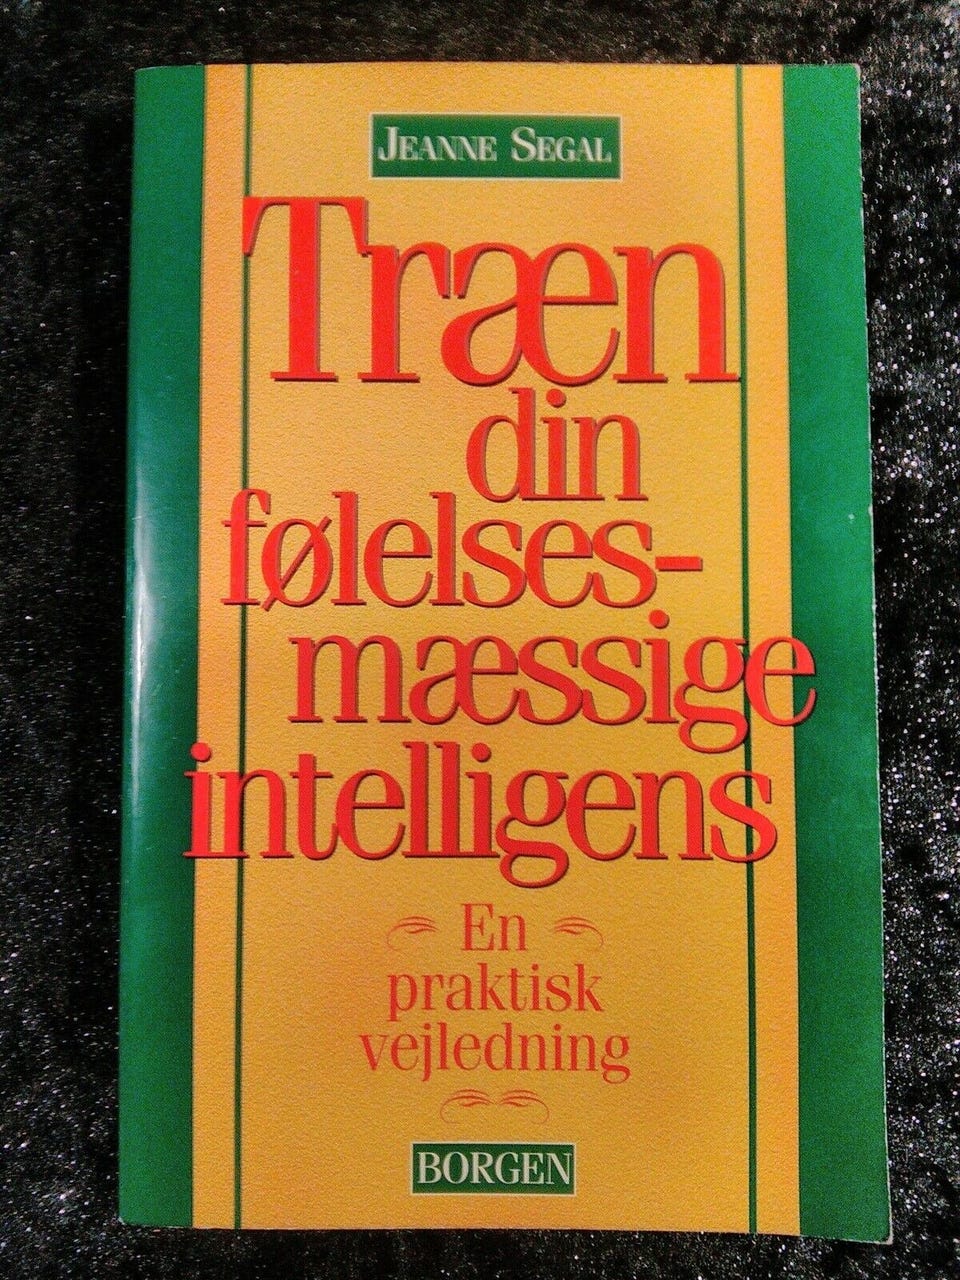 JEANNE SEGAL
Træn
din
følelses-
mæssige
intelligens
En
praktisk
vejledning
BORGEN